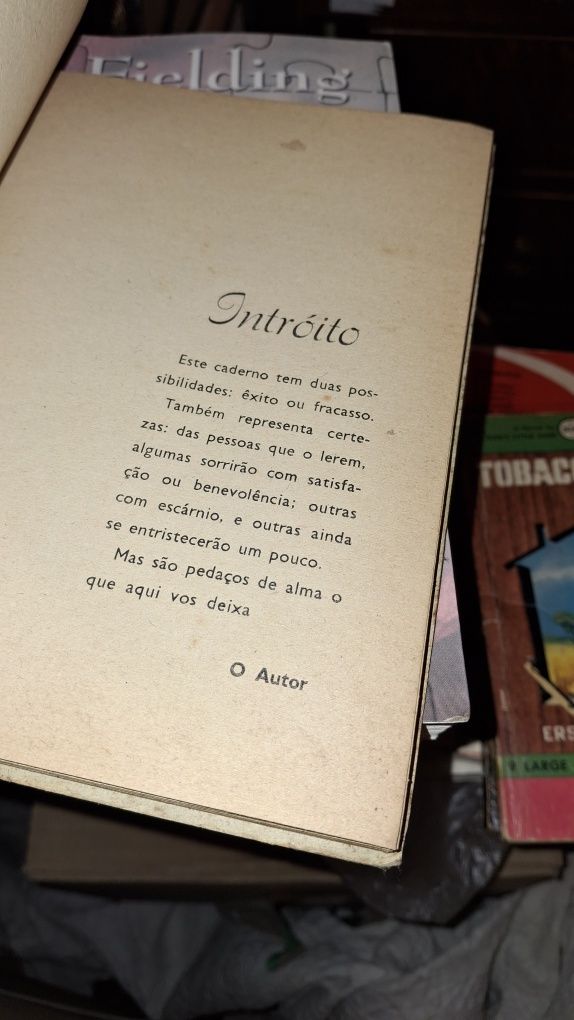 Fielding
Intróito
Este caderno tem duas pos-
sibilidades: êxito ou fracasso.
Também representa certe-
zas: das pessoas que o lerem,
algumas sorrirão com satisfa-
ção ou benevolência; outras
com escárnio, e outras ainda
se entristecerão um pouco.
Mas são pedaços de alma o
que aqui vos deixa
O Autor
TOBAC
ERS
LARGE